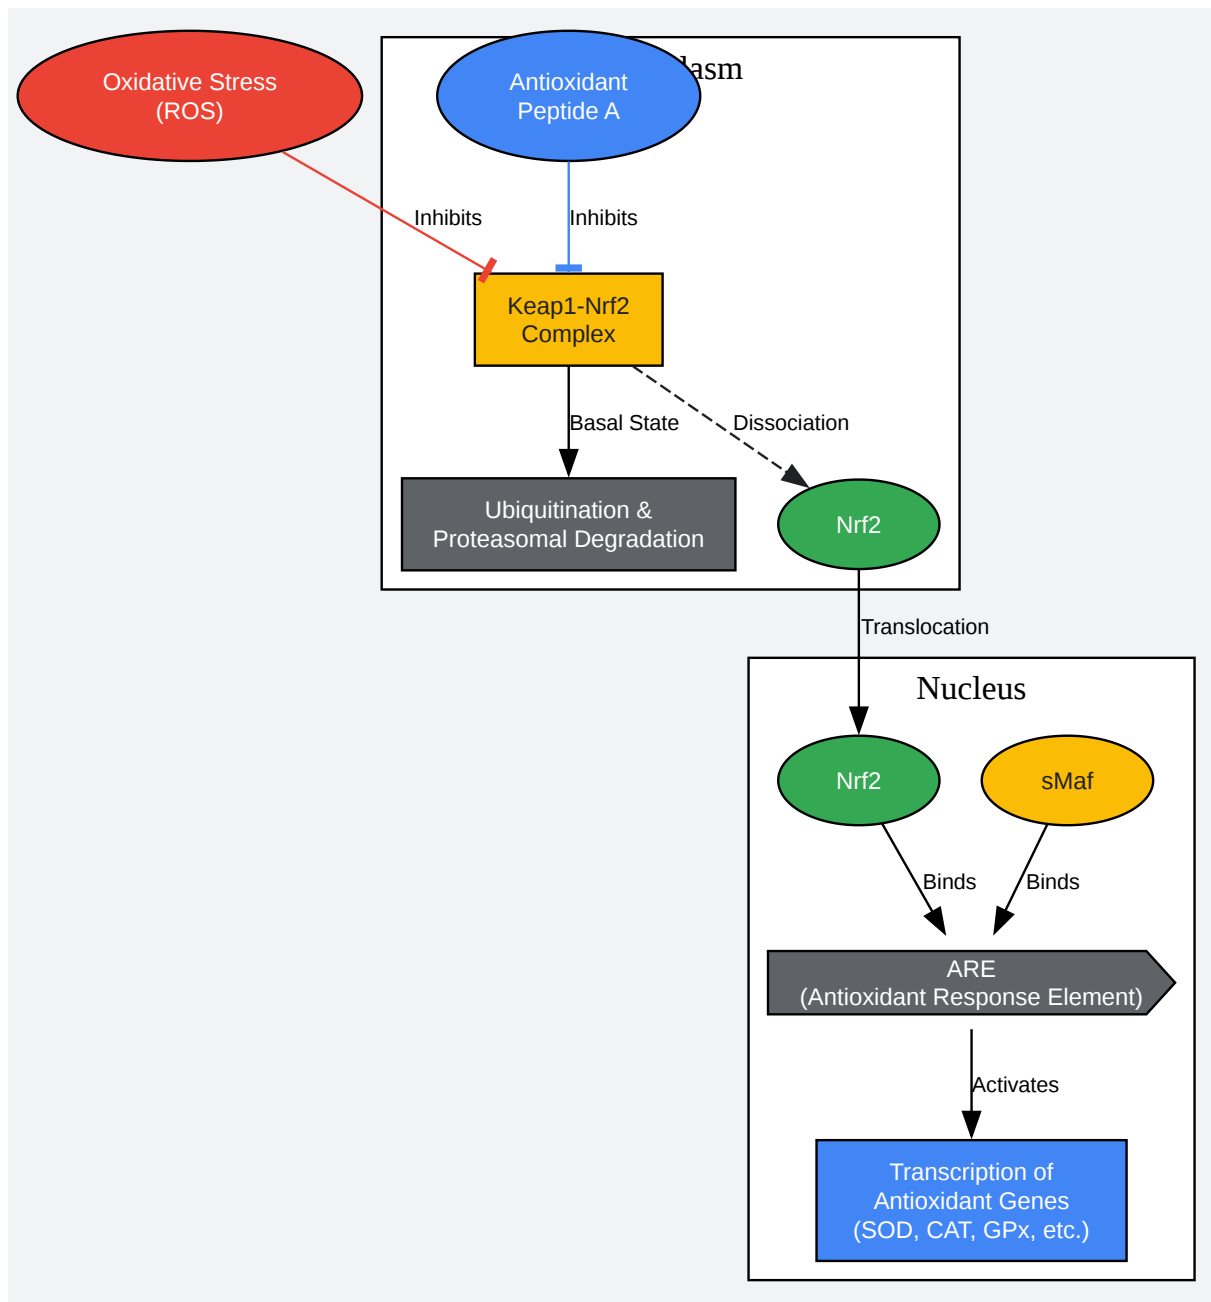 Oxidative Stress
(ROS)
Antioxidant
Peptide A
Inhibits
Inhibits
Keap1-Nrf2
Complex
Basal State
Dissociation
Ubiquitination &
Proteasomal Degradation
Nrf2
Translocation
Nucleus
Nrf2
sMaf
Binds
Binds
ARE
(Antioxidant Response Element)
Activates
Transcription of
Antioxidant Genes
(SOD, CAT, GPx, etc.)